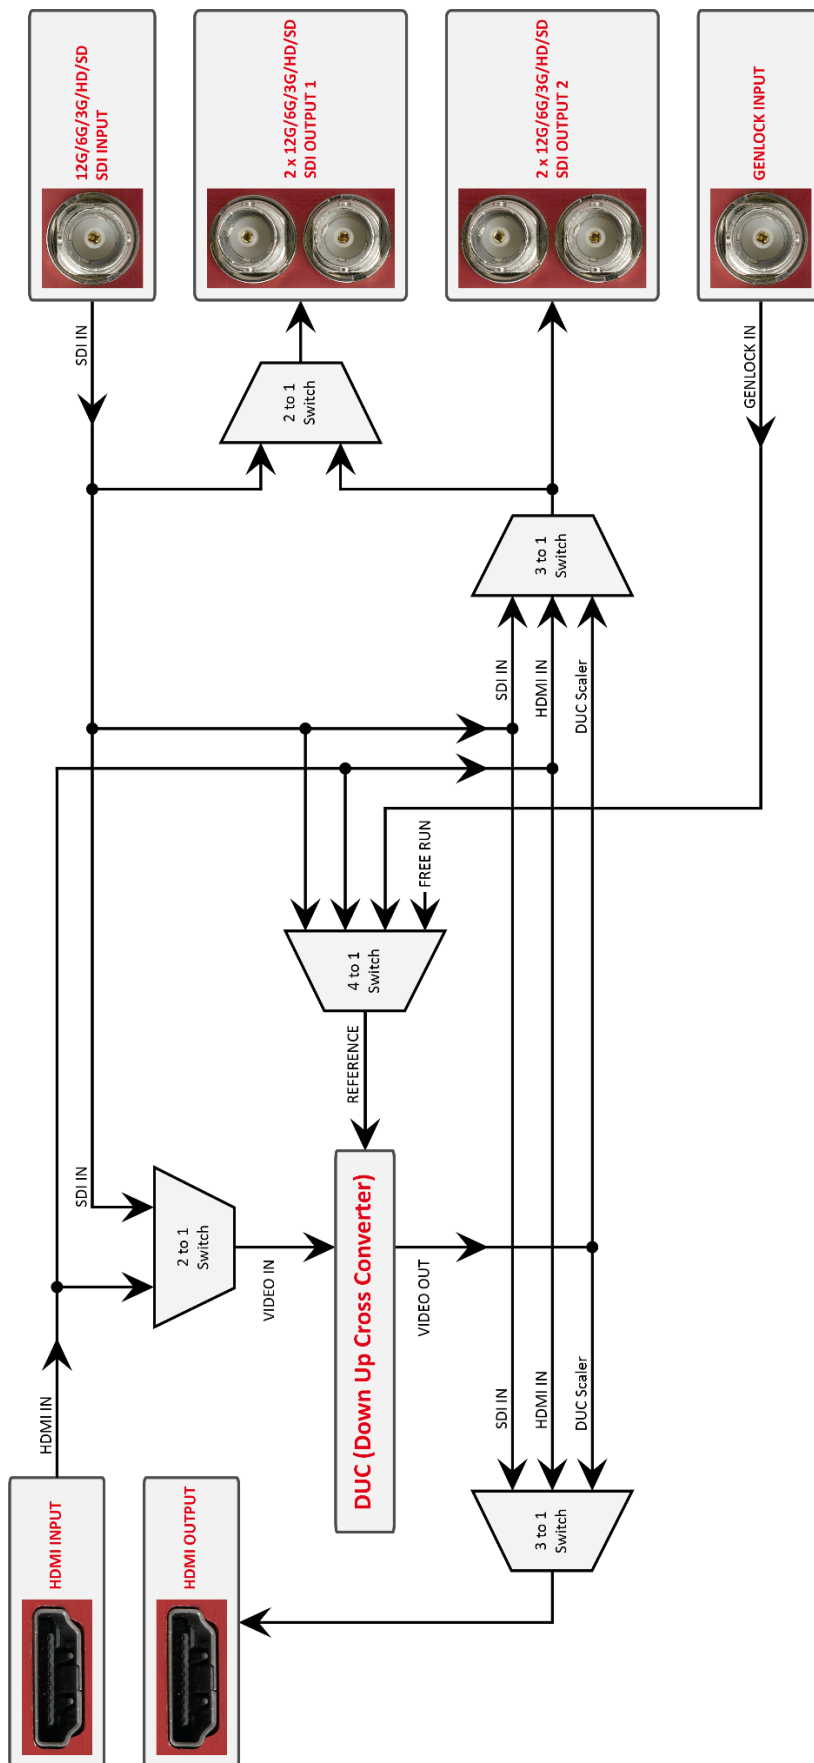 12G/6G/3G/HD/SD
SDI INPUT
2 x 12G/6G/3G/HD/SD
SDI OUTPUT 1
2 x 12G/6G/3G/HD/SD
SDI OUTPUT 2
GENLOCK INPUT
SDI IN
GENLOCK IN
2 to 1
Switch
3 to 1
Switch
SDI IN
HDMI IN
DUC Scaler
FREE RUN
4 to 1
Switch
REFERENCE
SDI IN
2 to 1
Switch
VIDEO IN
DUC (Down Up Cross Converter)
VIDEO OUT
HDMI IN
SDI IN
HDMI IN
DUC Scaler
3 to 1
Switch
HDMI INPUT
HDMI OUTPUT